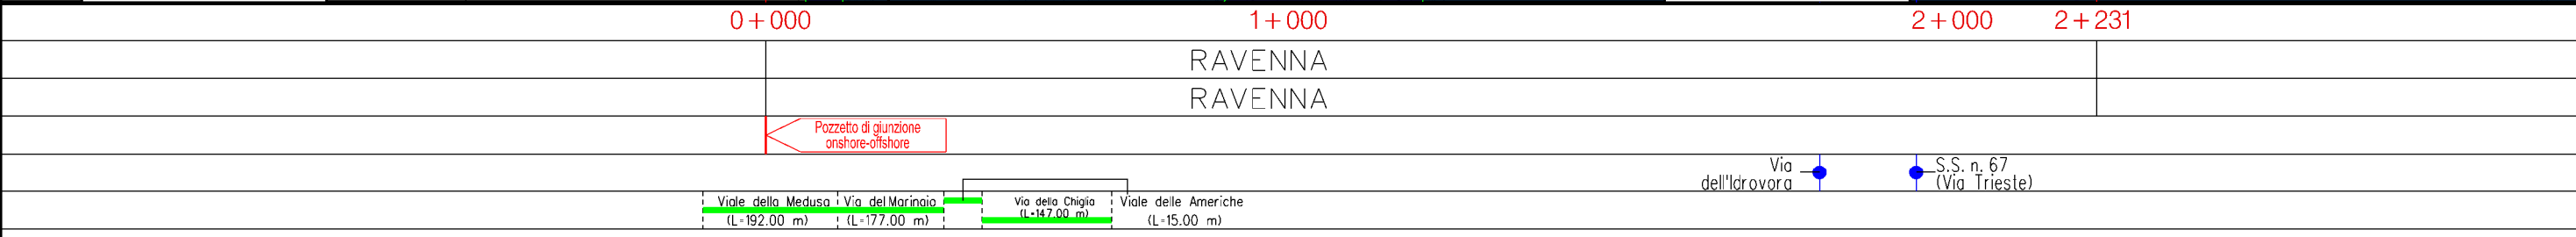 0+000 1+000 2+000 2+231
RAVENNA
RAVENNA
Pozzetto di giunzione
onshore-offshore
Via
dell'Idrovora
S.S. n. 67
(Via Trieste)
Viale della Medusa
(L=192.00 m)
Via del Marinaio
(L=177.00 m)
Via della Chiglia
(L=147.00 m)
Viale delle Americhe
(L=15.00 m)